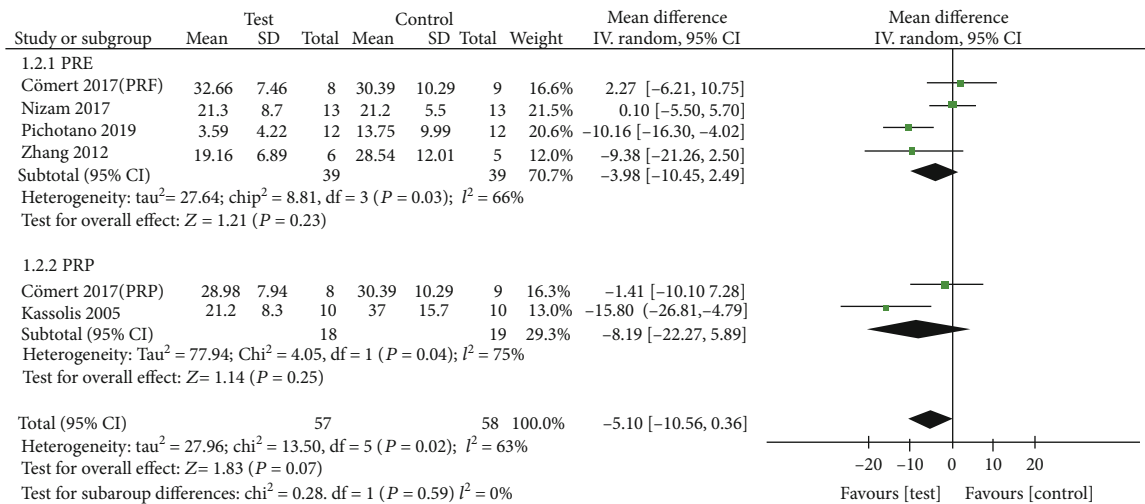 Test Control Mean difference Mean difference
Study or subgroup Mean SD Total Mean SD Total Weight IV. random, 95% CI IV. random, 95% CI
1.2.1 PRE
Cömert 2017(PRF) 32.66 7.46 8 30.39 10.29 9 16.6% 2.27 [−6.21, 10.75]
Nizam 2017 21.3 8.7 13 21.2 5.5 13 21.5% 0.10 [−5.50, 5.70]
Pichotano 2019 3.59 4.22 12 13.75 9.99 12 20.6% −10.16 [−16.30, −4.02]
Zhang 2012 19.16 6.89 6 28.54 12.01 5 12.0% −9.38 [−21.26, 2.50]
Subtotal (95% CI) 39 39 70.7% −3.98 [−10.45, 2.49]
Heterogeneity: tau²= 27.64; chip² = 8.81, df = 3 (P = 0.03); I² = 66%
Test for overall effect: Z = 1.21 (P = 0.23)
1.2.2 PRP
Cömert 2017(PRP) 28.98 7.94 8 30.39 10.29 9 16.3% −1.41 [−10.10 7.28]
Kassolis 2005 21.2 8.3 10 37 15.7 10 13.0% −15.80 (−26.81,−4.79]
Subtotal (95% CI) 18 19 29.3% −8.19 [−22.27, 5.89]
Heterogeneity: Tau² = 77.94; Chi² = 4.05, df = 1 (P = 0.04); I² = 75%
Test for overall effect: Z= 1.14 (P = 0.25)
Total (95% CI) 57 58 100.0% −5.10 [−10.56, 0.36]
Heterogeneity: tau² = 27.96; chi² = 13.50, df = 5 (P = 0.02); I² = 63%
Test for overall effect: Z= 1.83 (P = 0.07)
Test for subaroup differences: chi² = 0.28. df = 1 (P = 0.59) I² = 0%
−20 −10 0 10 20
Favours [test] Favours [control]